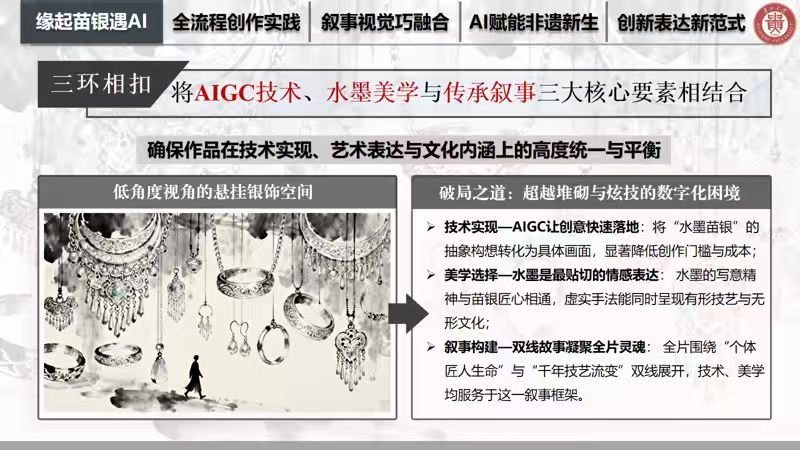 缘起苗银遇AI
全流程创作实践
叙事视觉巧融合
AI赋能非遗新生
创新表达新范式
三环相扣
将AIGC技术、水墨美学与传承叙事三大核心要素相结合
确保作品在技术实现、艺术表达与文化内涵上的高度统一与平衡
低角度视角的悬挂银饰空间
破局之道：超越堆砌与炫技的数字化困境
➢ 技术实现—AIGC让创意快速落地：将“水墨苗银”的
抽象构想转化为具体画面，显著降低创作门槛与成本；
➢ 美学选择—水墨是最贴切的情感表达： 水墨的写意精
神与苗银匠心相通，虚实手法能同时呈现有形技艺与无
形文化；
➢ 叙事构建—双线故事凝聚全片灵魂： 全片围绕“个体
匠人生命”与“千年技艺流变”双线展开，技术、美学
均服务于这一叙事框架。